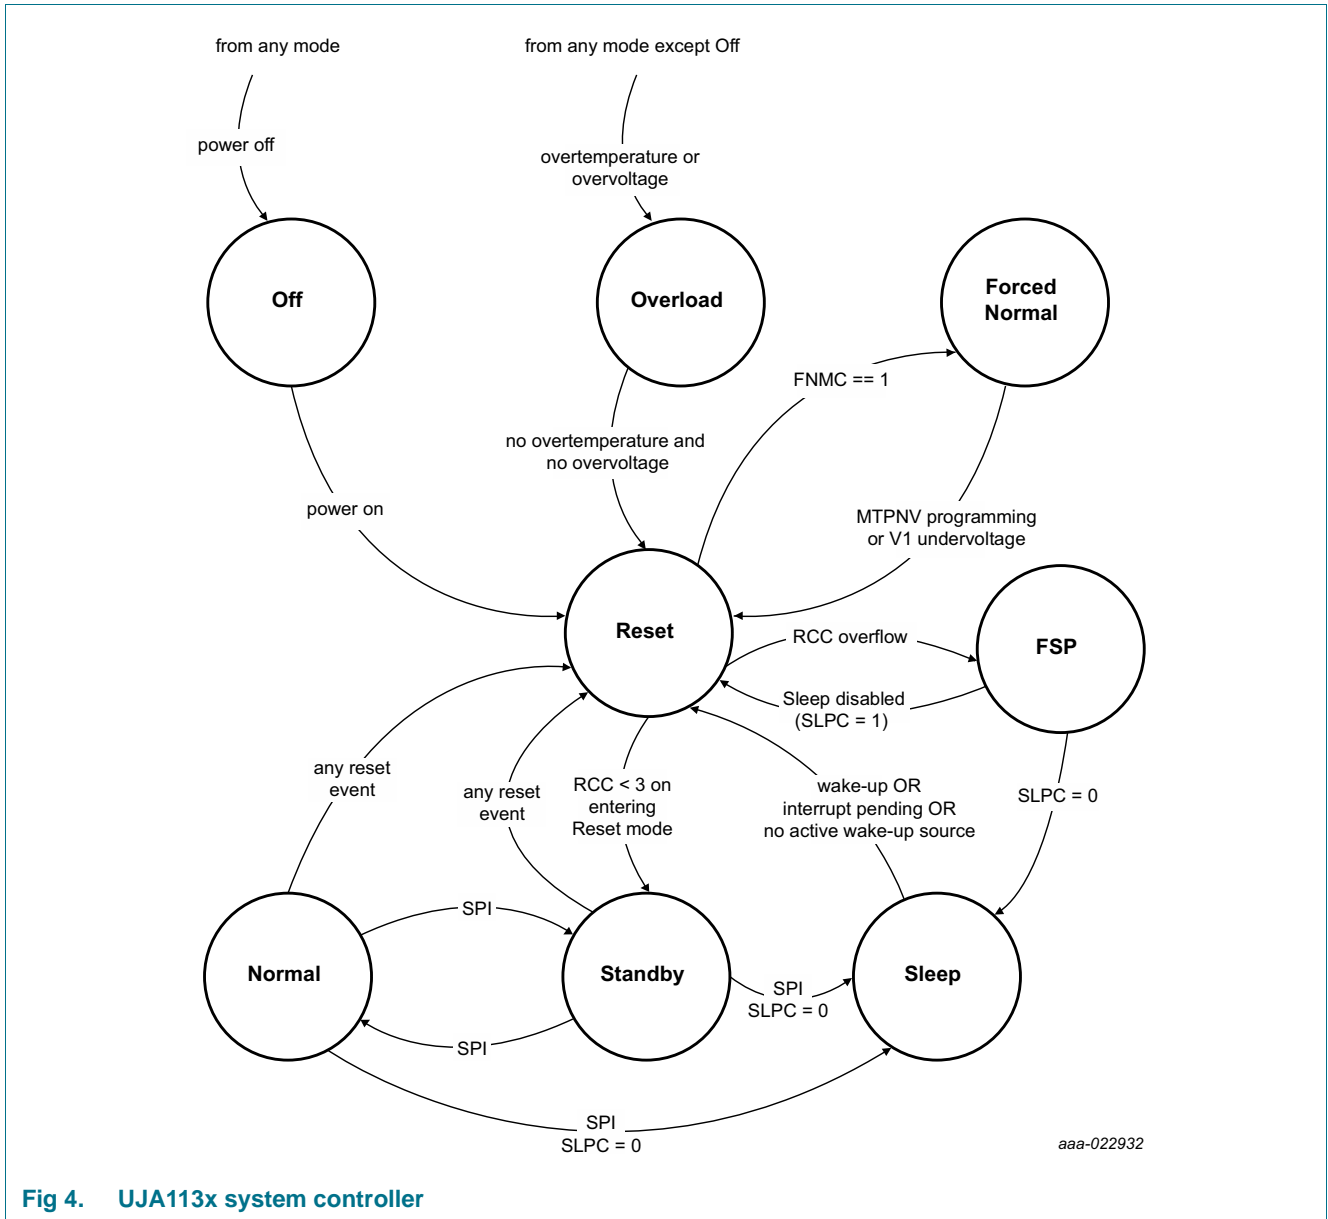 from any mode
from any mode except Off
power off
overtemperature or
overvoltage
Off
Overload
Forced
Normal
FNMC == 1
no overtemperature and
no overvoltage
power on
MTPNV programming
or V1 undervoltage
Reset
RCC overflow
FSP
Sleep disabled
(SLPC = 1)
any reset
event
any reset
event
RCC < 3 on
entering
Reset mode
wake-up OR
interrupt pending OR
no active wake-up source
SLPC = 0
SPI
Normal
Standby
Sleep
SPI
SLPC = 0
SPI
SPI
SLPC = 0
aaa-022932
Fig 4. UJA113x system controller